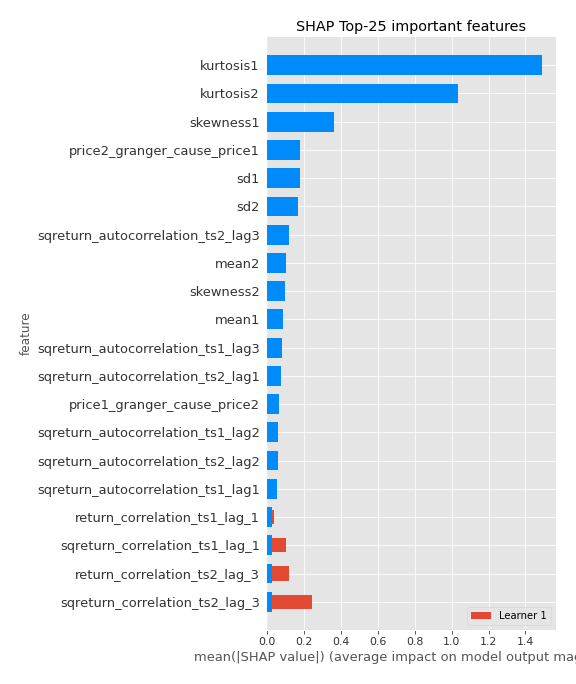 SHAP Top-25 important features
kurtosis1
kurtosis2
skewness1
price2_granger_cause_price1
sd1
sd2
sqreturn_autocorrelation_ts2_lag3
mean2
skewness2
mean1
sqreturn_autocorrelation_ts1_lag3
sqreturn_autocorrelation_ts2_lag1
price1_granger_cause_price2
sqreturn_autocorrelation_ts1_lag2
sqreturn_autocorrelation_ts2_lag2
sqreturn_autocorrelation_ts1_lag1
return_correlation_ts1_lag_1
sqreturn_correlation_ts1_lag_1
return_correlation_ts2_lag_3
sqreturn_correlation_ts2_lag_3
feature
Learner 1
0.0 0.2 0.4 0.6 0.8 1.0 1.2 1.4
mean(|SHAP value|) (average impact on model output mag